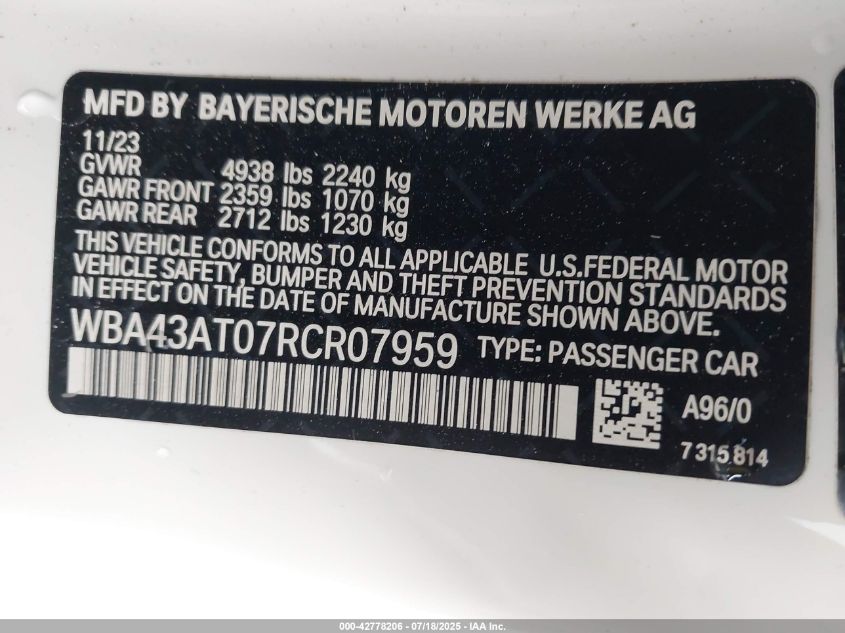 MFD BY BAYERISCHE MOTOREN WERKE AG
11/23
GVWR 4938 lbs 2240 kg
GAWR FRONT 2359 lbs 1070 kg
GAWR REAR 2712 lbs 1230 kg
THIS VEHICLE CONFORMS TO ALL APPLICABLE U.S.FEDERAL MOTOR
VEHICLE SAFETY, BUMPER AND THEFT PREVENTION STANDARDS
IN EFFECT ON THE DATE OF MANUFACTURE SHOWN ABOVE.
WBA43AT07RCR07959 TYPE: PASSENGER CAR
A96/0
7 315 814
000-42778206 - 07/18/2025 - IAA Inc.